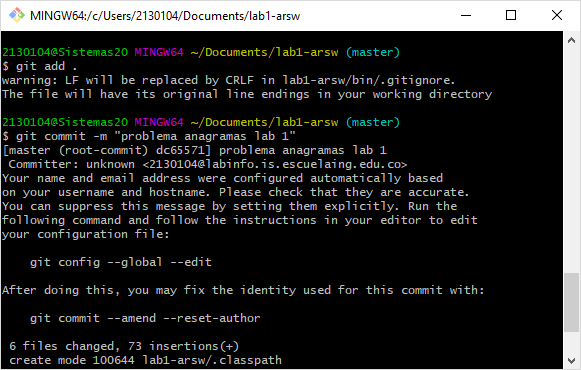 MINGW64:/c/Users/2130104/Documents/lab1-arsw
2130104@Sistemas20 MINGW64 ~/Documents/lab1-arsw (master)
$ git add .
warning: LF will be replaced by CRLF in lab1-arsw/bin/.gitignore.
The file will have its original line endings in your working directory
2130104@Sistemas20 MINGW64 ~/Documents/lab1-arsw (master)
$ git commit -m "problema anagramas lab 1"
[master (root-commit) dc65571] problema anagramas lab 1
 Committer: unknown <2130104@labinfo.is.escuelaing.edu.co>
Your name and email address were configured automatically based
on your username and hostname. Please check that they are accurate.
You can suppress this message by setting them explicitly. Run the
following command and follow the instructions in your editor to edit
your configuration file:
    git config --global --edit
After doing this, you may fix the identity used for this commit with:
    git commit --amend --reset-author
 6 files changed, 73 insertions(+)
 create mode 100644 lab1-arsw/.classpath